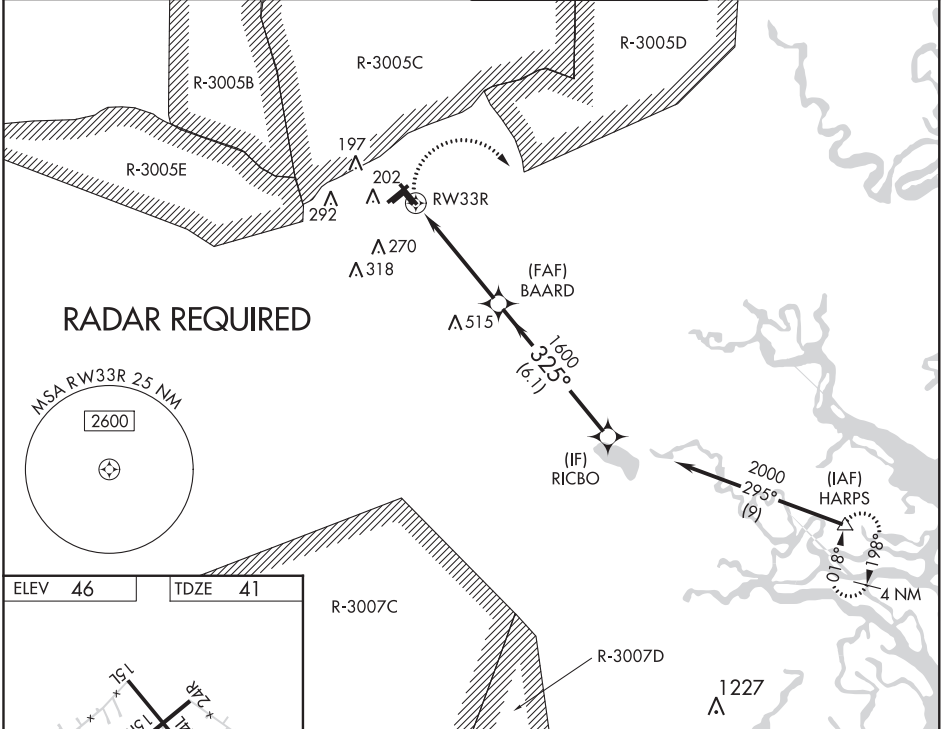 R-3005D
R-3005C
R-3005B
197
R-3005E
202
RW33R
292
270
318
(FAF)
BAARD
515
RADAR REQUIRED
1600
325°
(6.1)
MSA RW33R 25 NM
2600
(IF)
RICBO
2000
295°
(9)
(IAF)
HARPS
018°
198°
4 NM
ELEV 46
TDZE 41
R-3007C
R-3007D
1227
15L
24R